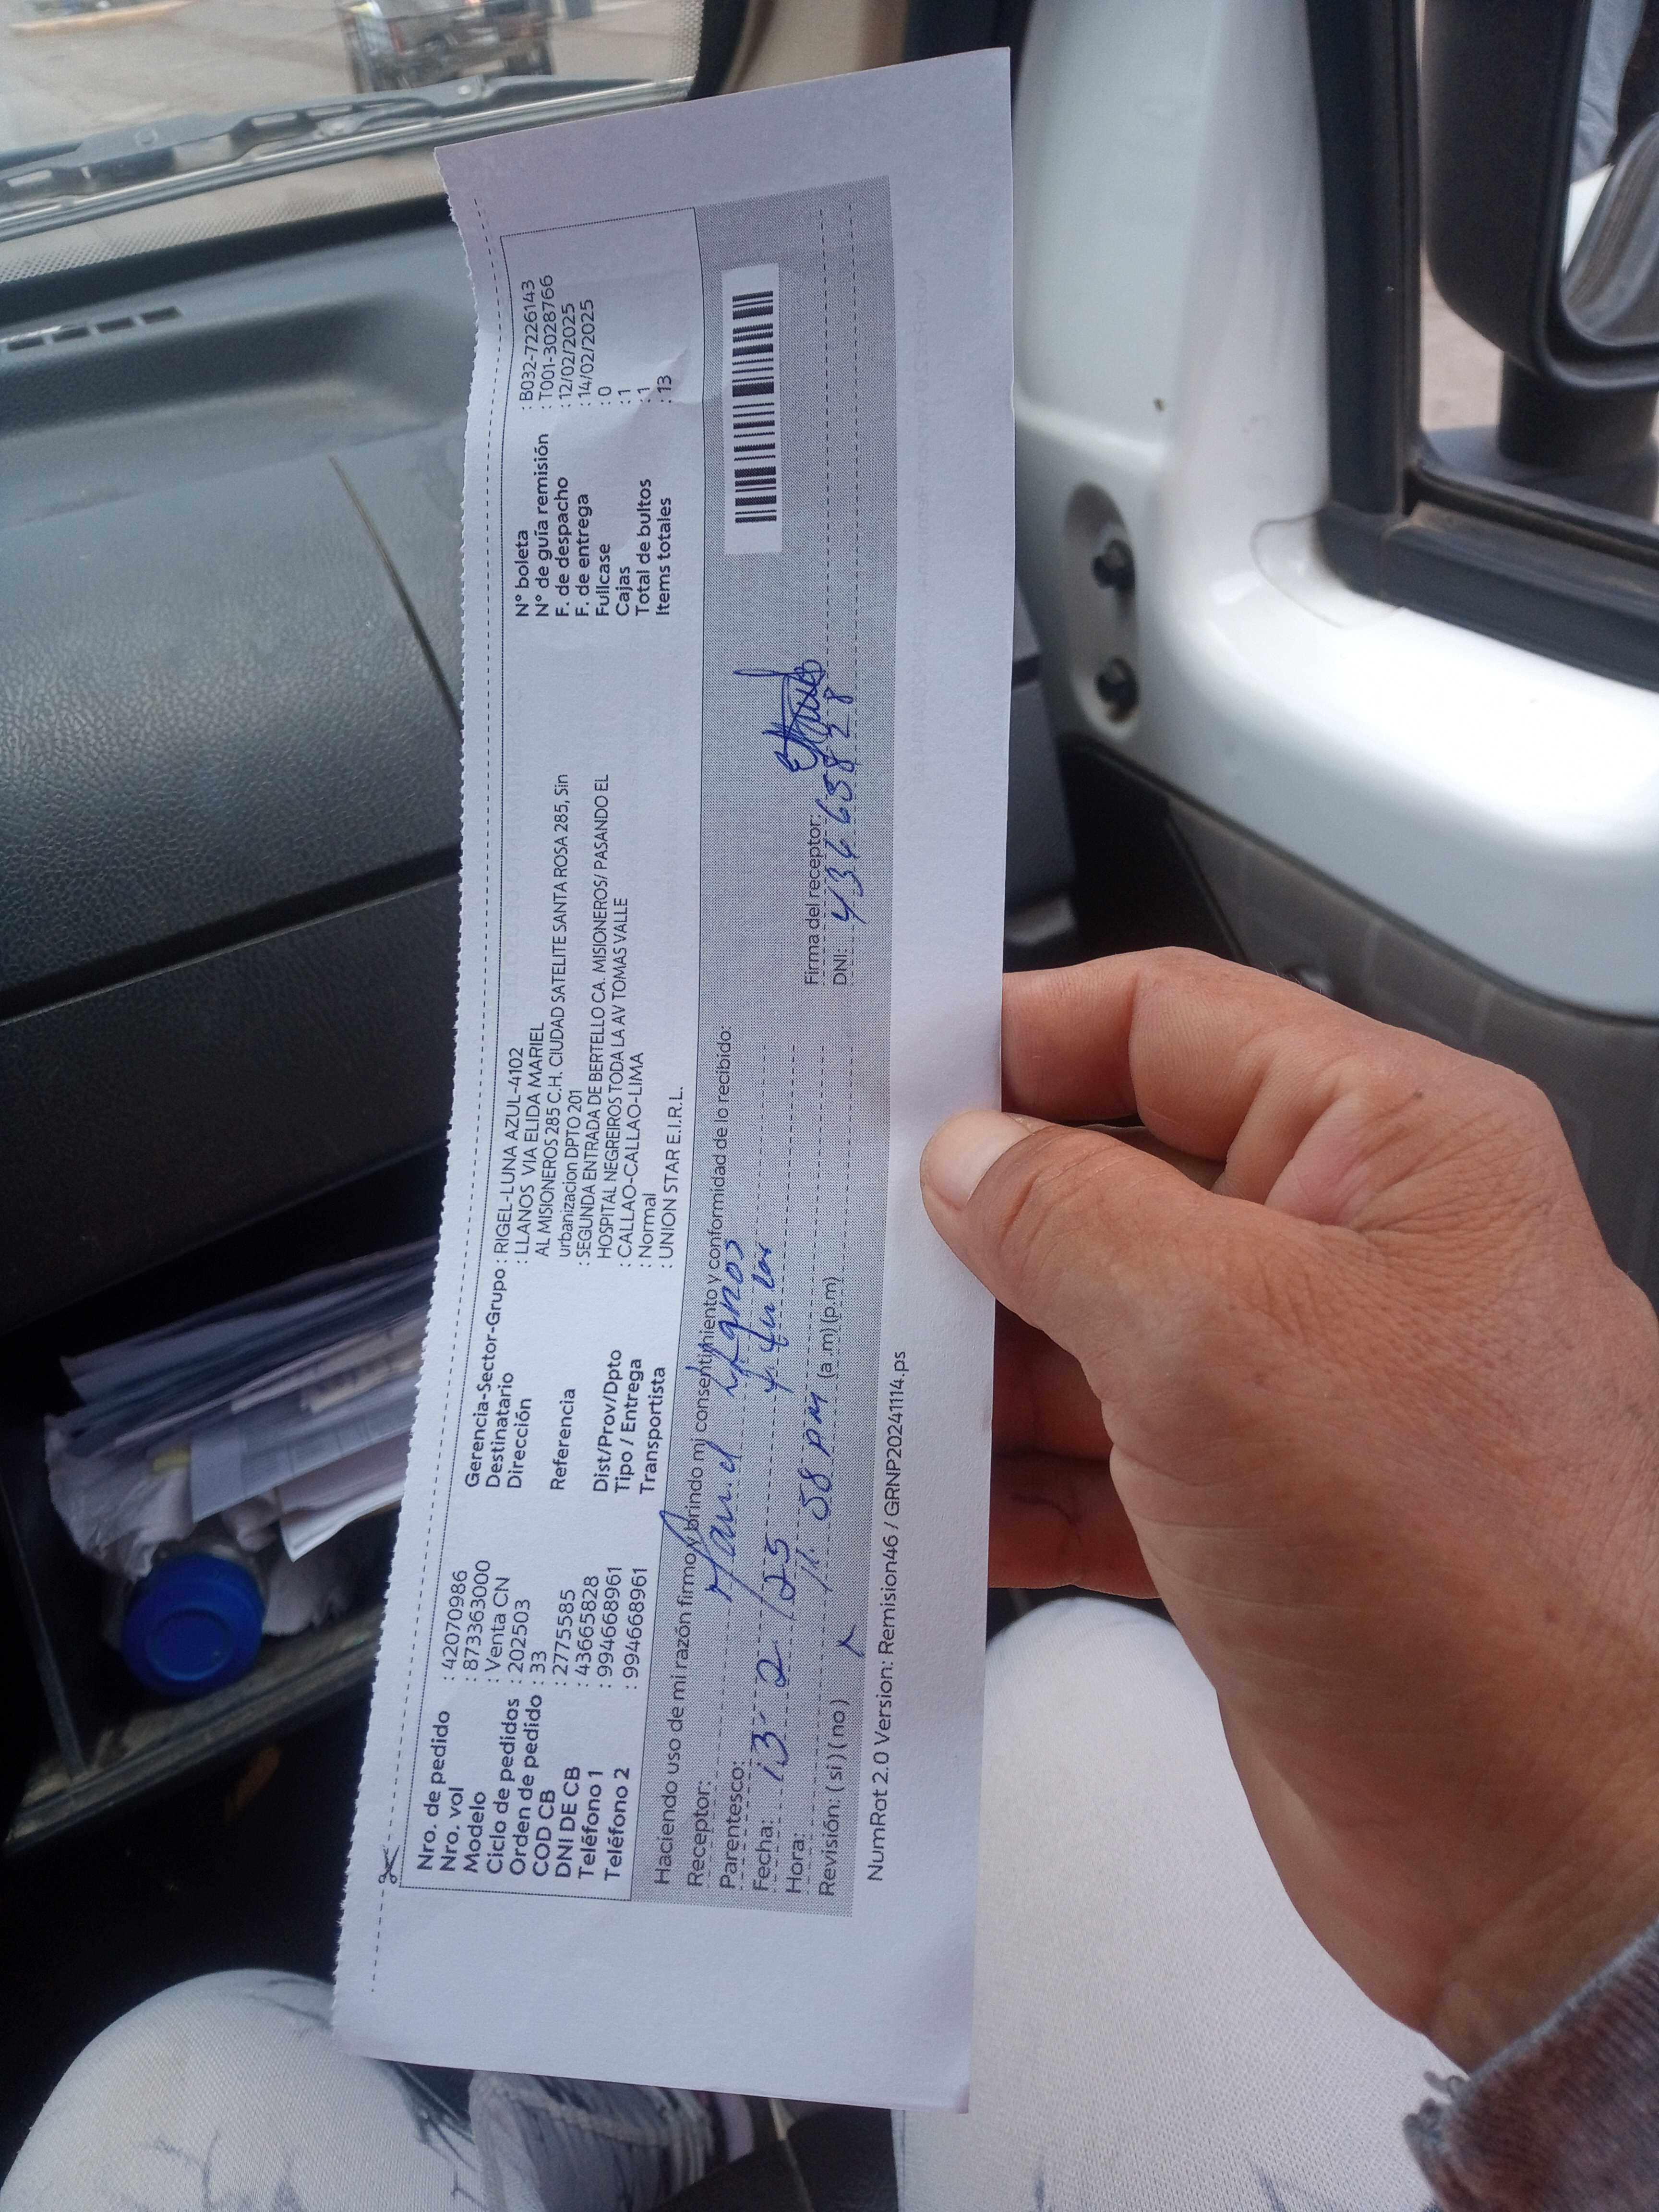 Nro. de pedido : 42070986
Nro. vol : 873363000
Modelo : Venta CN
Ciclo de pedidos : 202503
Orden de pedido : 33
COD CB : 2775585
DNI DE CB : 43665828
Teléfono 1 : 994668961
Teléfono 2 : 994668961
Gerencia-Sector-Grupo : RIGEL-LUNA AZUL-4102
Destinatario : LLANOS VIA ELIDA MARIEL
Dirección AL MISIONEROS 285 C.H. CIUDAD SATELITE SANTA ROSA 285, Sin
urbanizacion DPTO 201
Referencia : SEGUNDA ENTRADA DE BERTELLO CA. MISIONEROS/ PASANDO EL
HOSPITAL NEGREIROS TODA LA AV TOMAS VALLE
Dist/Prov/Dpto : CALLAO-CALLAO-LIMA
Tipo / Entrega : Normal
Transportista : UNION STAR E.I.R.L.
N° boleta : B032-7226143
N° de guía remisión : T001-3028766
F. de despacho : 12/02/2025
F. de entrega : 14/02/2025
Fullcase : 0
Cajas : 1
Total de bultos : 1
Items totales : 13
Haciendo uso de mi razón firmo y brindo mi consentimiento y conformidad de lo recibido:
Receptor: Mariel Llanos
Parentesco:
Fecha: 13 - 2 / 25
Hora: 11. 58 PM (a .m) (p.m)
Revisión: ( si ) ( no )
Firma del receptor:
DNI: 43665828
NumRot 2.0 Version: Remision46 / GRNP20241114.ps